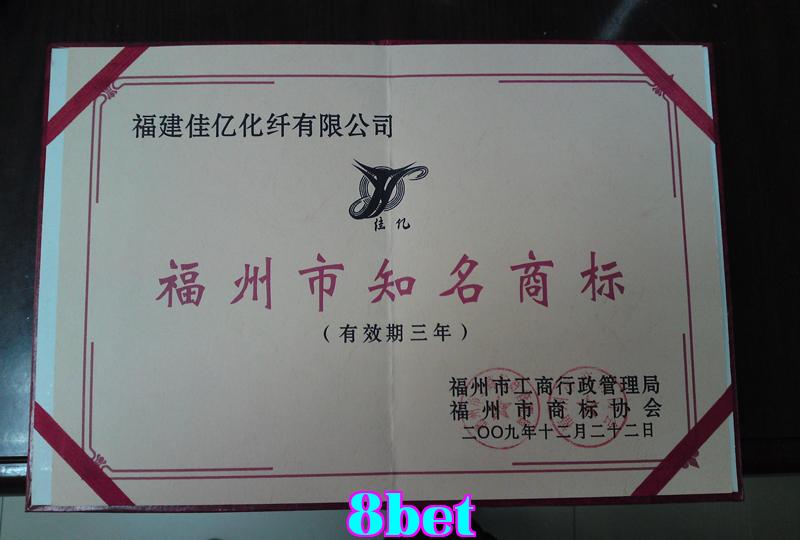 福建佳亿化纤有限公司
佳亿
福州市知名商标
（有效期三年）
福州市工商行政管理局
福州市商标协会
二〇〇九年十二月二十二日
8bet